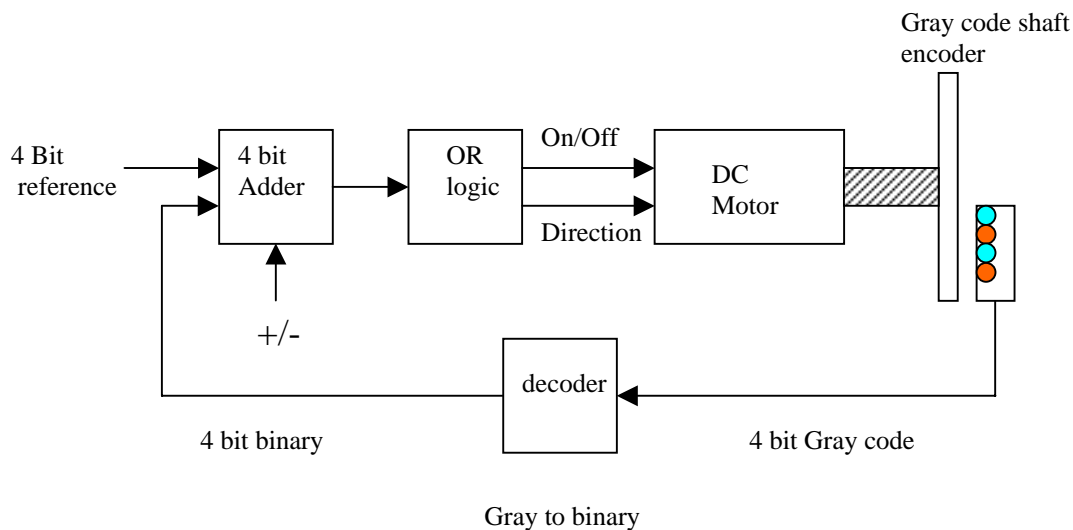 Gray code shaft
encoder
4 Bit
reference
4 bit
Adder
OR
logic
On/Off
Direction
DC
Motor
+/-
decoder
4 bit binary
4 bit Gray code
Gray to binary